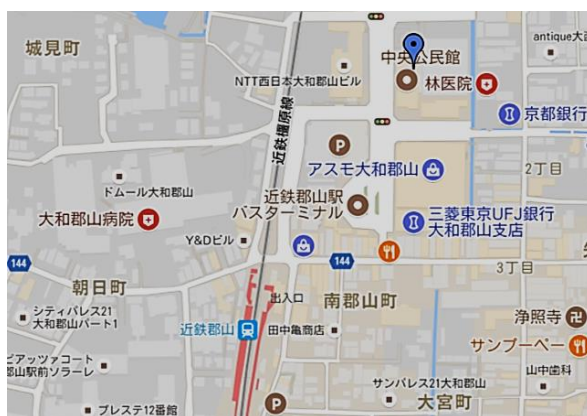 城見町
NTT西日本大和郡山ビル
中央公民館
林医院
antique大
京都銀行
近鉄橿原線
P
アスモ大和郡山
2丁目
ドムール大和郡山
大和郡山病院
近鉄郡山駅
バスターミナル
三菱東京UFJ銀行
大和郡山支店
Y&Dビル
144
144
3丁目
朝日町
出入口
南郡山町
シティパレス21
大和郡山パート1
近鉄郡山
田中亀商店
浄照寺
サンプーペー
ピアッツァコート
郡山駅前ソラーレ
サンパレス21大和郡山
山中歯科
プレステ12番館
P
大宮町